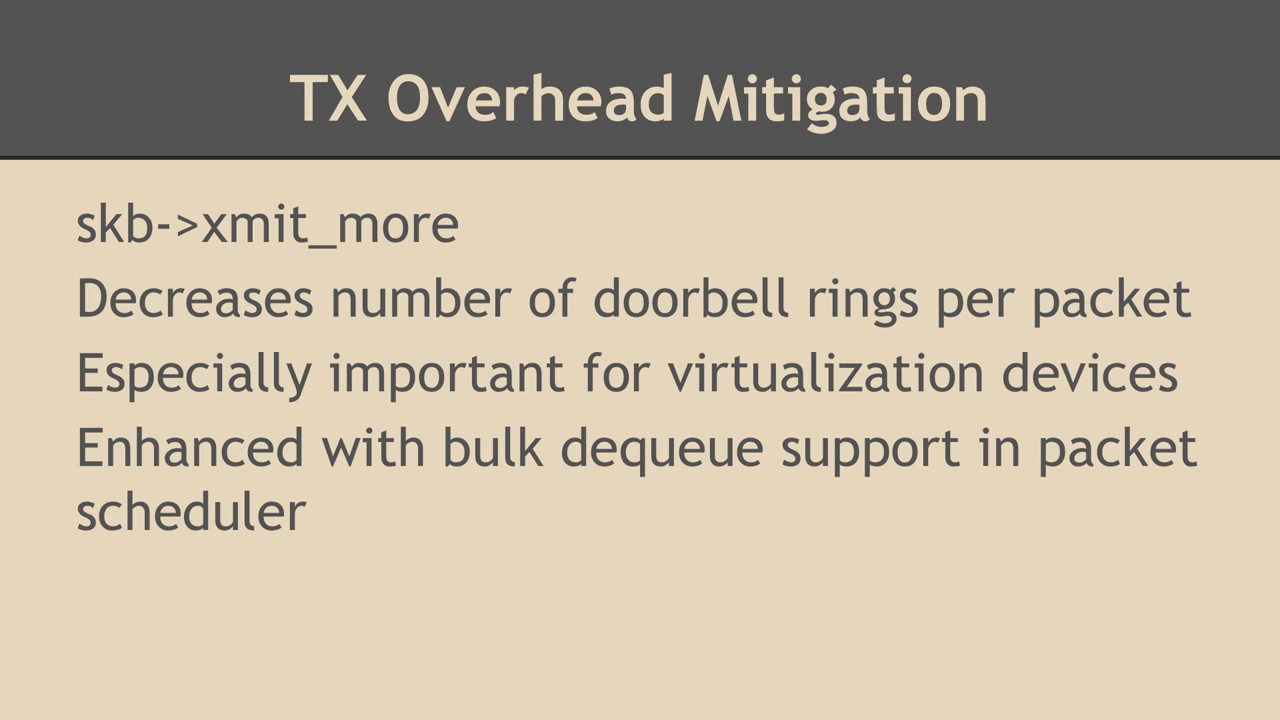 TX Overhead Mitigation
skb->xmit_more
Decreases number of doorbell rings per packet
Especially important for virtualization devices
Enhanced with bulk dequeue support in packet
scheduler